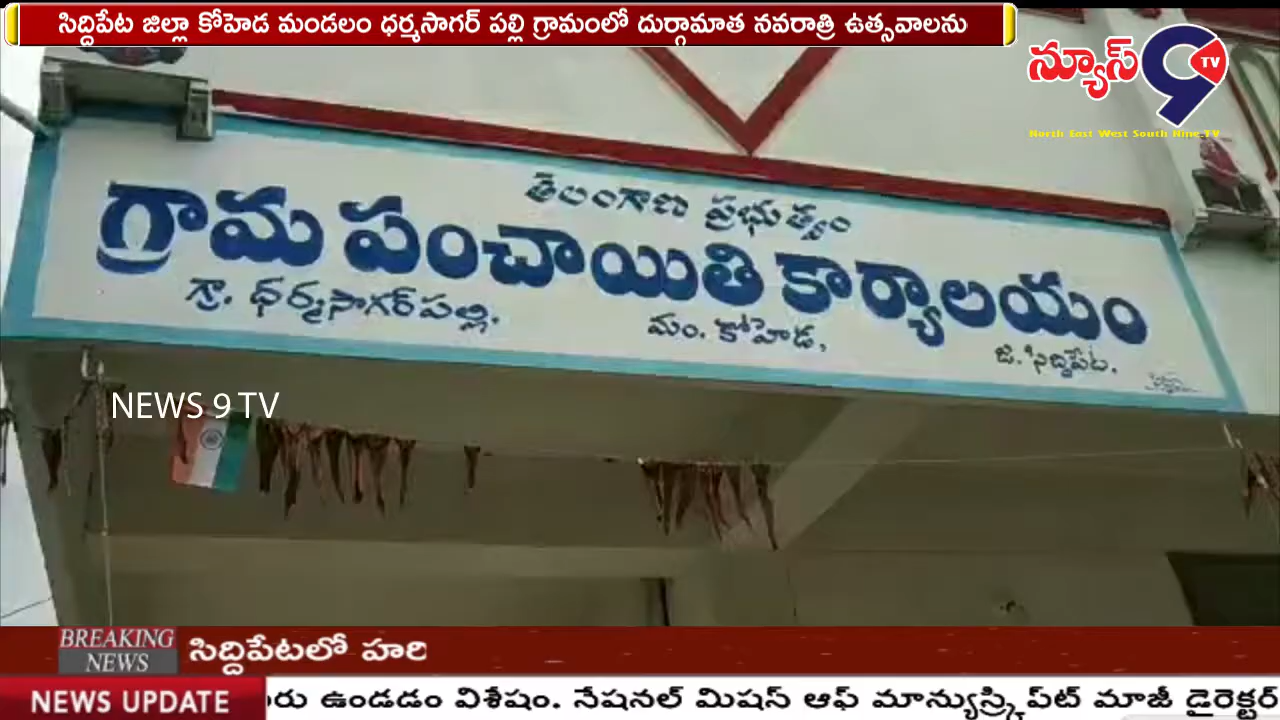 సిద్దిపేట జిల్లా కోహెడ మండలం ధర్మసాగర్ పల్లి గ్రామంలో దుర్గామాత నవరాత్రి ఉత్సవాలను
న్యూస్ 9 TV
North East West South Nine TV
తెలంగాణ ప్రభుత్వం
గ్రామ పంచాయితి కార్యాలయం
గ్రా. ధర్మసాగర్ పల్లి. మం. కోహెడ, జి. సిద్దిపేట.
NEWS 9 TV
BREAKING NEWS సిద్దిపేటలో హరి
NEWS UPDATE రు ఉండడం విశేషం. నేషనల్ మిషన్ ఆఫ్ మాన్యుస్క్రిప్ట్ మాజీ డైరెక్టర్